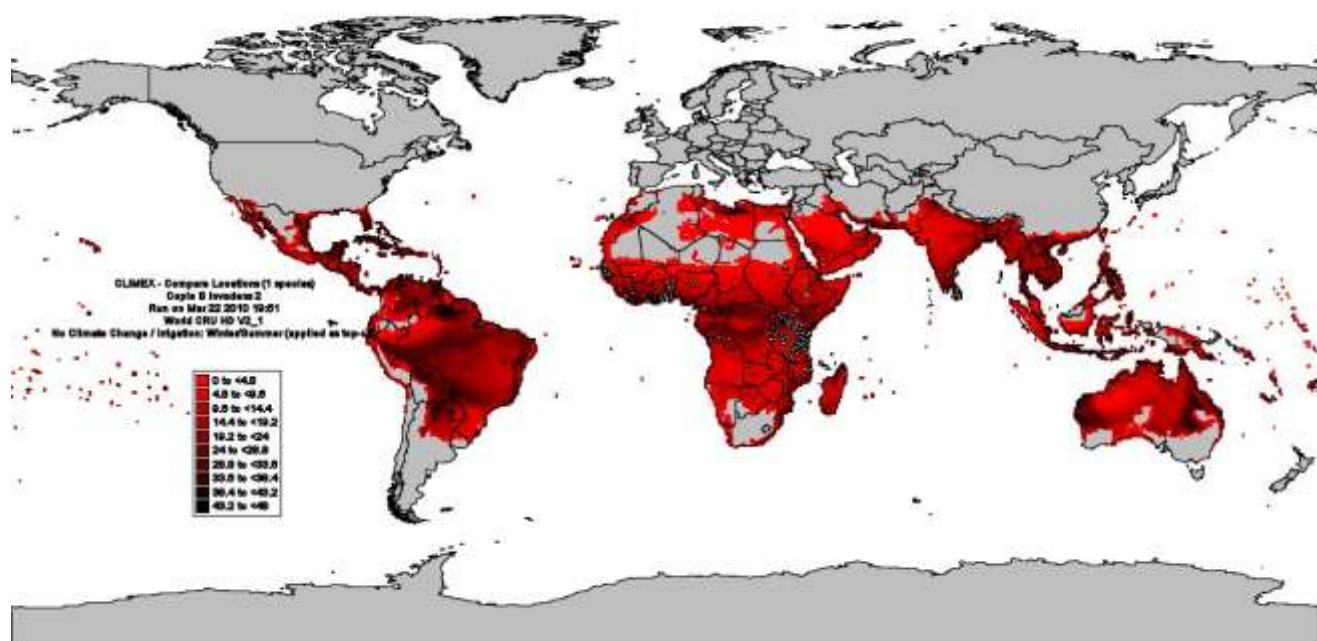 CLIMEX - Compare Locations (1 species)
Run on Mar 22 2010 19:51
World CRU HD V2_1
No Climate Change / Irrigation: Winter/Summer (applied as top-
0 to <4.8
4.8 to <9.6
9.6 to <14.4
14.4 to <19.2
19.2 to <24
24 to <28.8
28.8 to <33.6
33.6 to <38.4
38.4 to <43.2
43.2 to <48